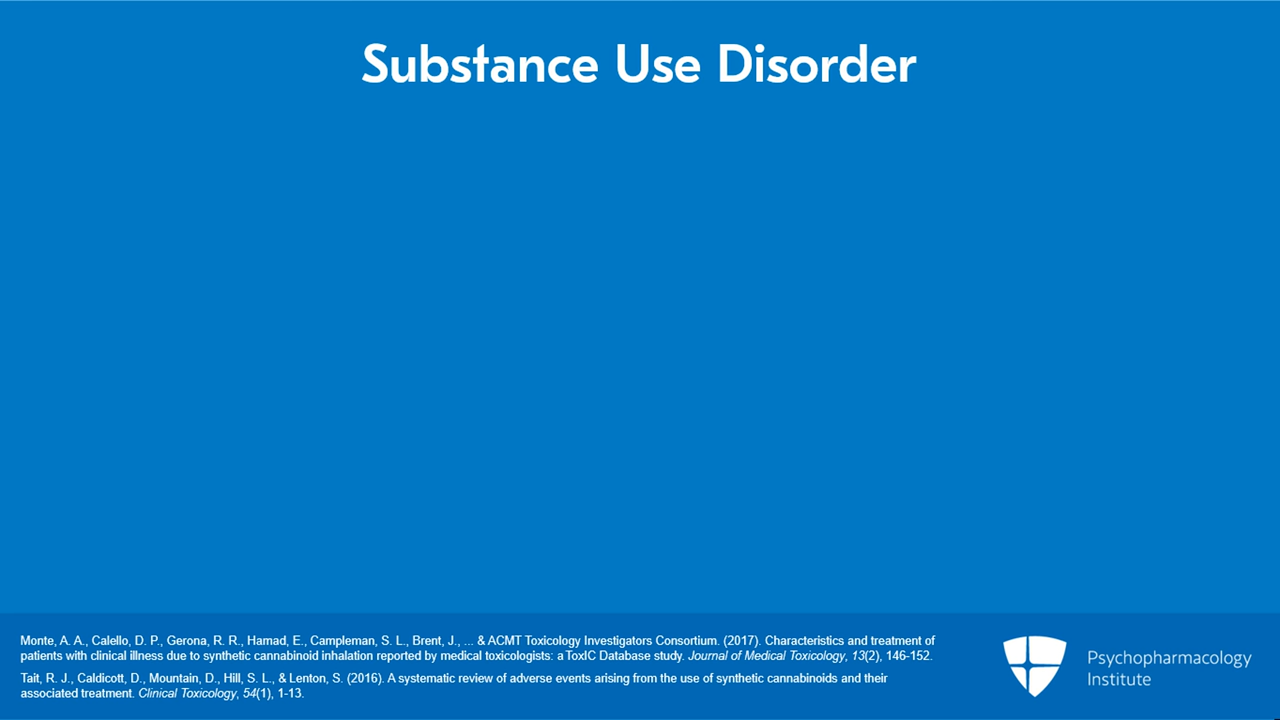 Substance Use Disorder
Monte, A. A., Calello, D. P., Gerona, R. R., Hamad, E., Campleman, S. L., Brent, J., ... & ACMT Toxicology Investigators Consortium. (2017). Characteristics and treatment of
patients with clinical illness due to synthetic cannabinoid inhalation reported by medical toxicologists: a ToxIC Database study. Journal of Medical Toxicology, 13(2), 146-152.
Tait, R. J., Caldicott, D., Mountain, D., Hill, S. L., & Lenton, S. (2016). A systematic review of adverse events arising from the use of synthetic cannabinoids and their
associated treatment. Clinical Toxicology, 54(1), 1-13.
Psychopharmacology
Institute